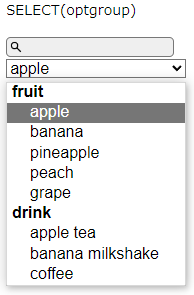 SELECT(optgroup)
apple
fruit
apple
banana
pineapple
peach
grape
drink
apple tea
banana milkshake
coffee